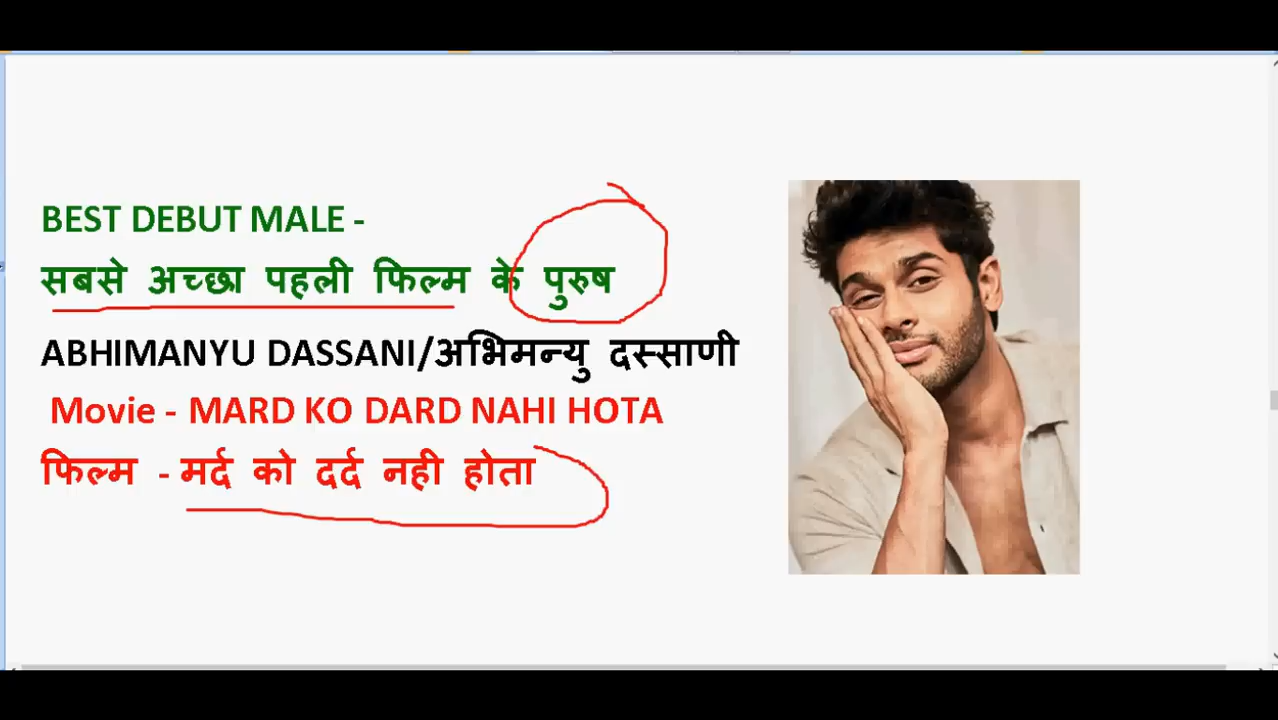 BEST DEBUT MALE -
सबसे अच्छा पहली फिल्म के पुरुष
ABHIMANYU DASSANI/अभिमन्यु दस्साणी
Movie - MARD KO DARD NAHI HOTA
फिल्म - मर्द को दर्द नही होता